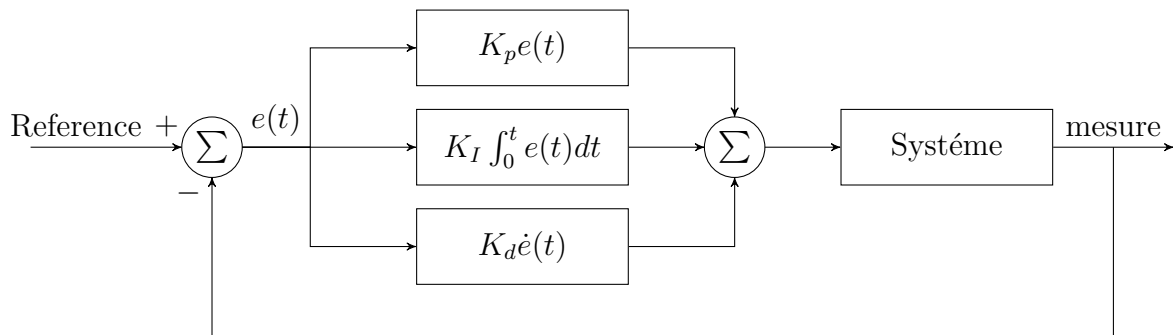 K_p e(t)
Reference
+
∑
e(t)
K_I ∫_0^t e(t)dt
∑
Systéme
mesure
−
K_d ė(t)